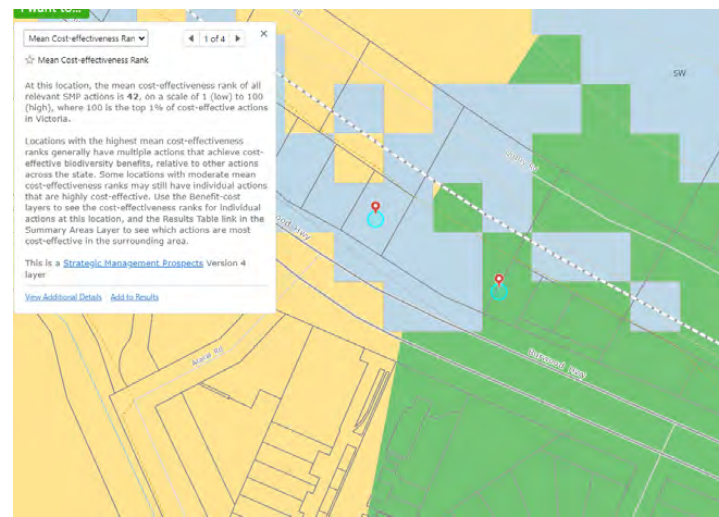 I want to...
Mean Cost-effectiveness Ran
1 of 4
Mean Cost-effectiveness Rank
At this location, the mean cost-effectiveness rank of all
relevant SMP actions is 42, on a scale of 1 (low) to 100
(high), where 100 is the top 1% of cost-effective actions
in Victoria.
Locations with the highest mean cost-effectiveness
ranks generally have multiple actions that achieve cost-
effective biodiversity benefits, relative to other actions
across the state. Some locations with moderate mean
cost-effectiveness ranks may still have individual actions
that are highly cost-effective. Use the Benefit-cost
layers to see the cost-effectiveness ranks for individual
actions at this location, and the Results Table link in the
Summary Areas Layer to see which actions are most
cost-effective in the surrounding area.
This is a Strategic Management Prospects Version 4
layer
View Additional Details Add to Results
SW
Hwy
Burwood Hwy
Rd